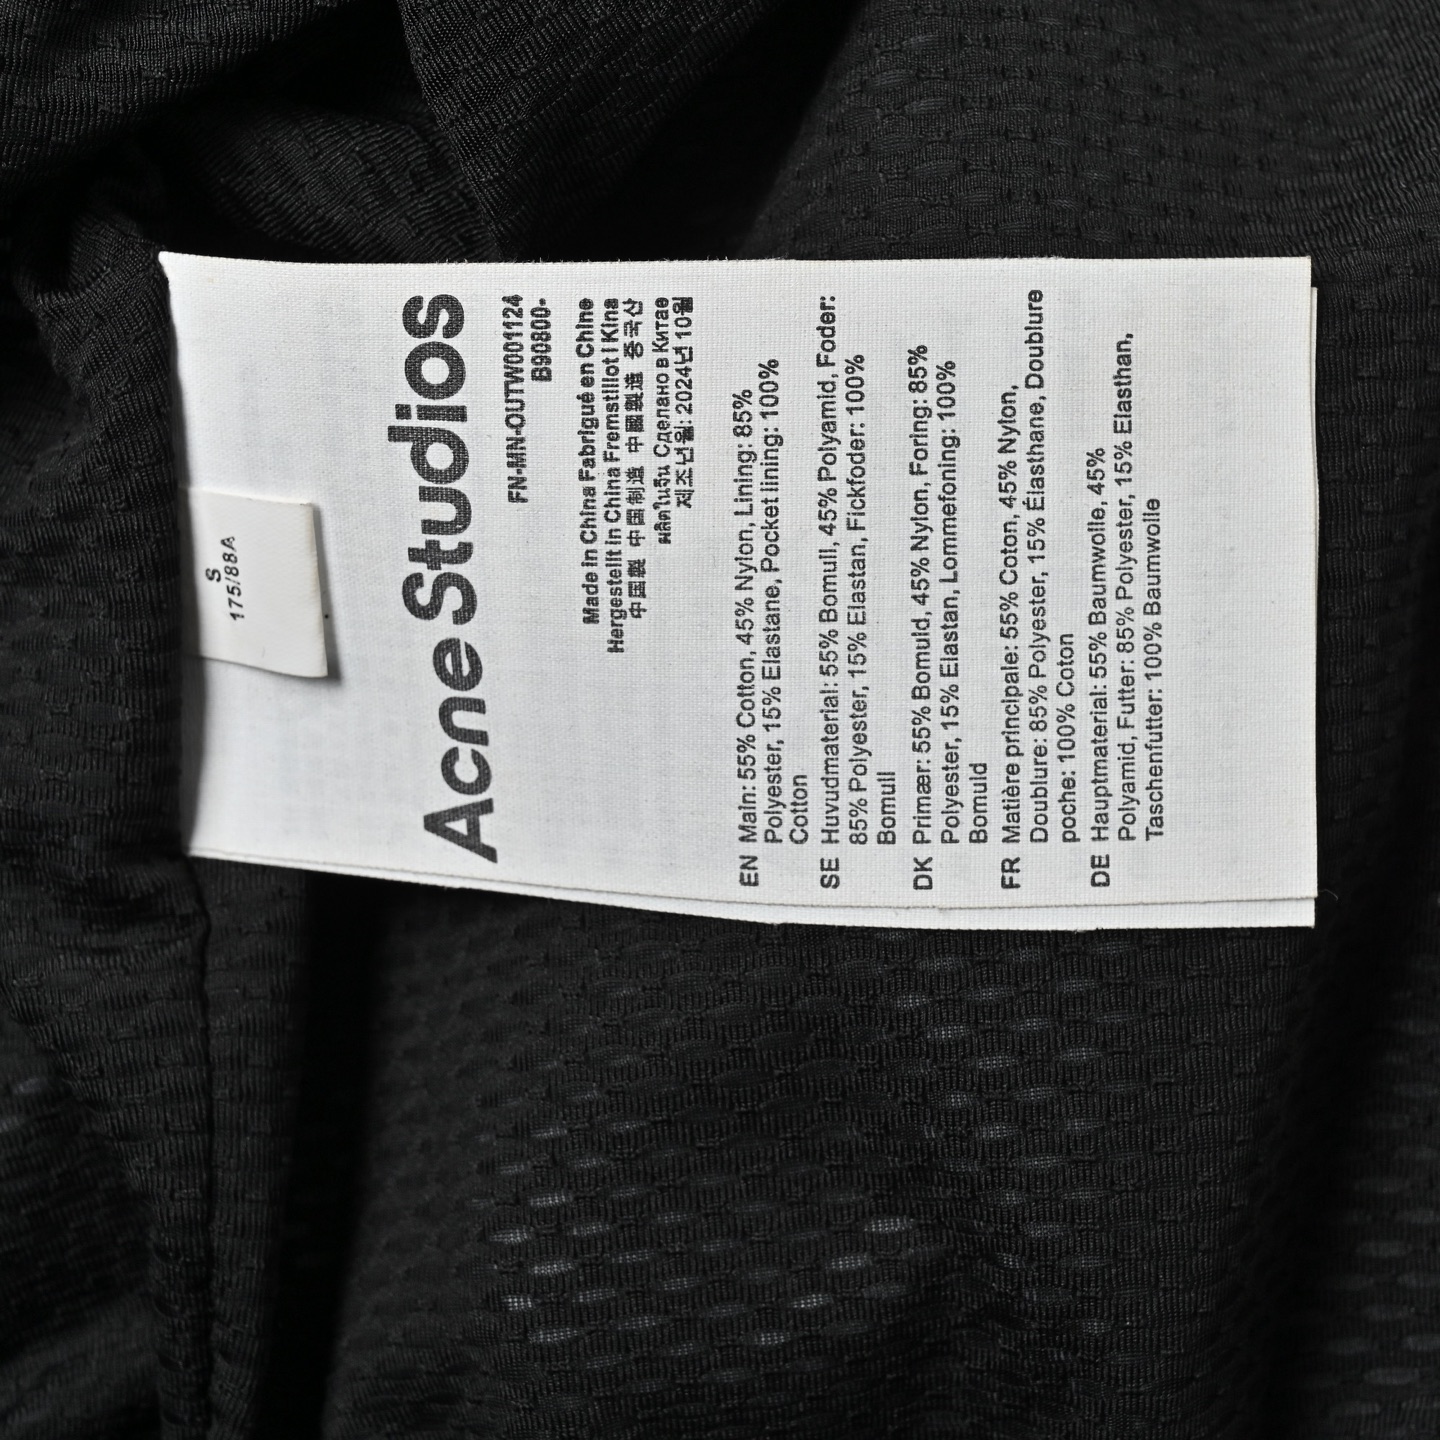 S
175/88A
Acne Studios
FN-MN-OUTW001124
B90800-
Made in China Fabriqué en Chine
Hergestellt in China Fremstillot I Kina
中国製 中国制造 中國製造 중국산
ผลิตในจีน Сделано в Китае
제조년월: 2024년 10월
EN Main: 55% Cotton, 45% Nylon, Lining: 85%
Polyester, 15% Elastane, Pocket lining: 100%
Cotton
SE Huvudmaterial: 55% Bomull, 45% Polyamid, Foder:
85% Polyester, 15% Elastan, Fickfoder: 100%
Bomull
DK Primær: 55% Bomuld, 45% Nylon, Foring: 85%
Polyester, 15% Elastan, Lommefoning: 100%
Bomuld
FR Matière principale: 55% Coton, 45% Nylon,
Doublure: 85% Polyester, 15% Élasthane, Doublure
poche: 100% Coton
DE Hauptmaterial: 55% Baumwolle, 45%
Polyamid, Futter: 85% Polyester, 15% Elasthan,
Taschenfutter: 100% Baumwolle